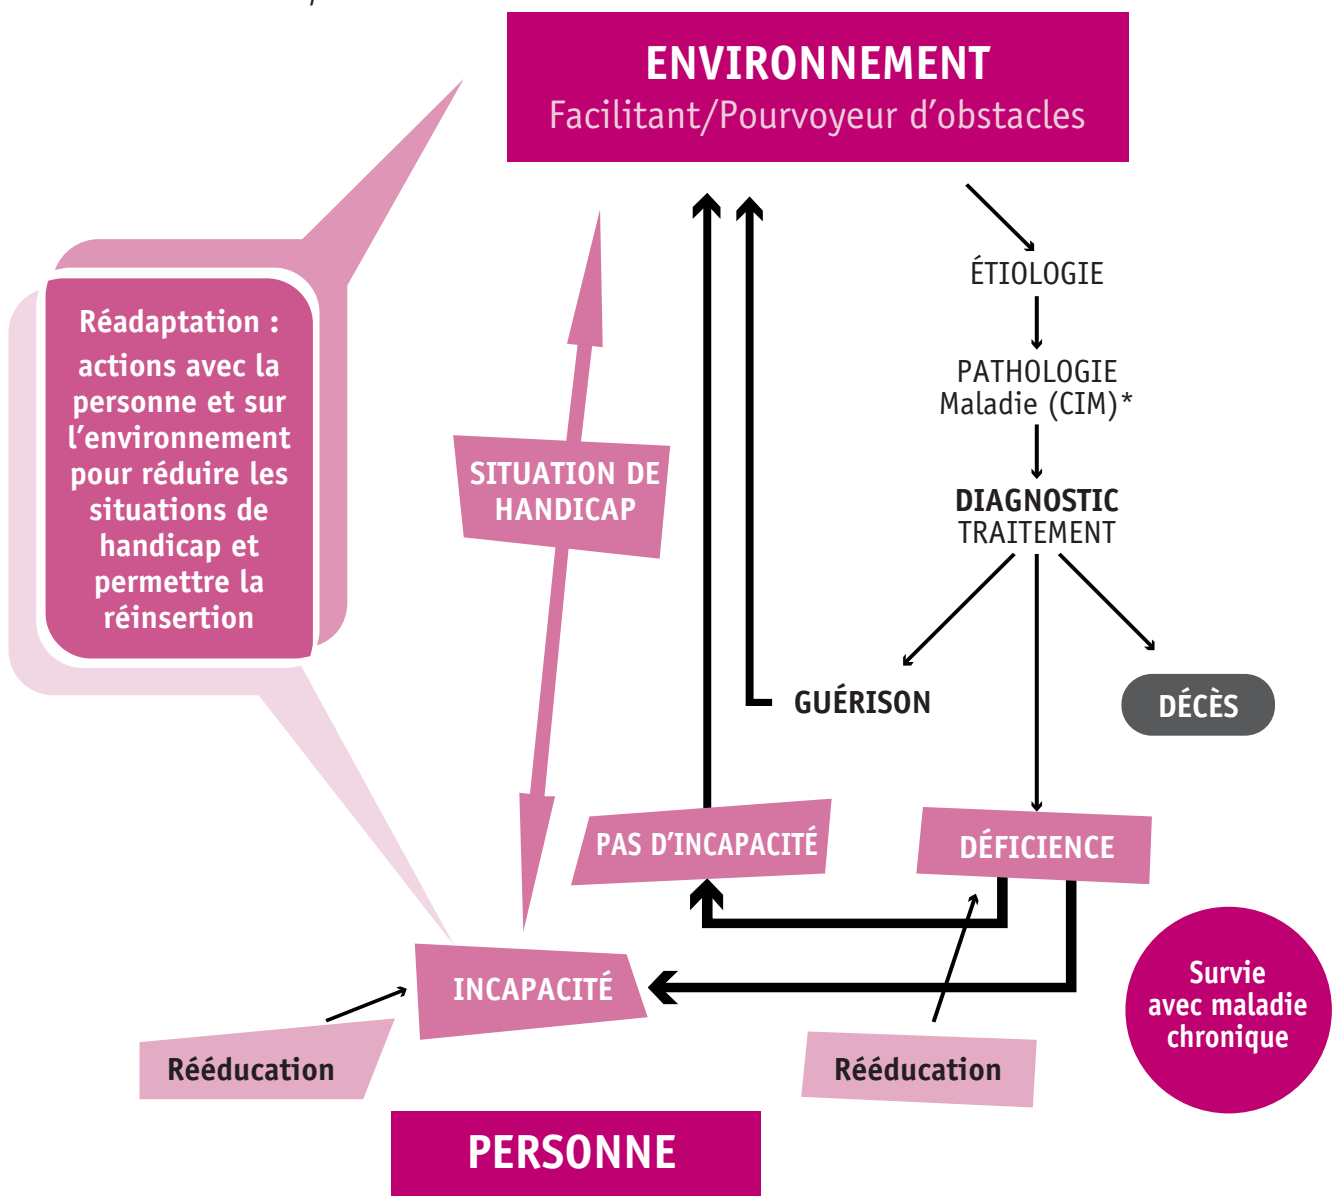 ENVIRONNEMENT
Facilitant/Pourvoyeur d'obstacles
ÉTIOLOGIE
PATHOLOGIE
Maladie (CIM)*
DIAGNOSTIC
TRAITEMENT
Réadaptation :
actions avec la
personne et sur
l'environnement
pour réduire les
situations de
handicap et
permettre la
réinsertion
SITUATION DE
HANDICAP
GUÉRISON
DÉCÈS
PAS D'INCAPACITÉ
DÉFICIENCE
INCAPACITÉ
Survie
avec maladie
chronique
Rééducation
Rééducation
PERSONNE